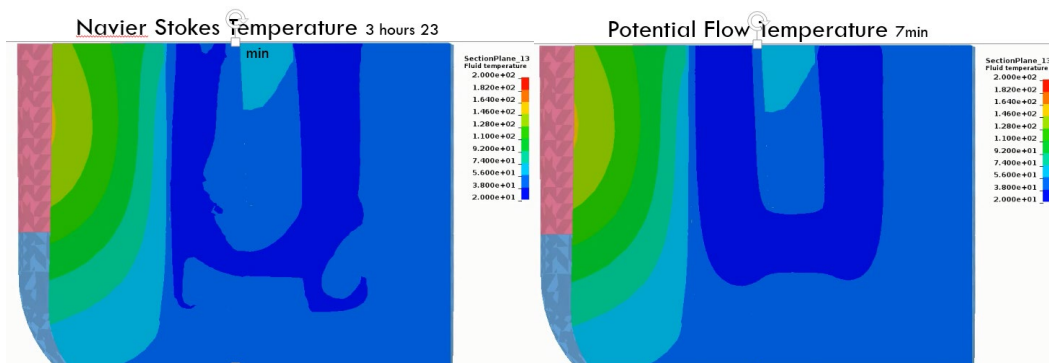 Navier Stokes Temperature 3 hours 23
min
SectionPlane_13
Fluid temperature
2.000e+02
1.820e+02
1.640e+02
1.460e+02
1.280e+02
1.100e+02
9.200e+01
7.400e+01
5.600e+01
3.800e+01
2.000e+01
Potential Flow Temperature 7min
SectionPlane_13
Fluid temperature
2.000e+02
1.820e+02
1.640e+02
1.460e+02
1.280e+02
1.100e+02
9.200e+01
7.400e+01
5.600e+01
3.800e+01
2.000e+01